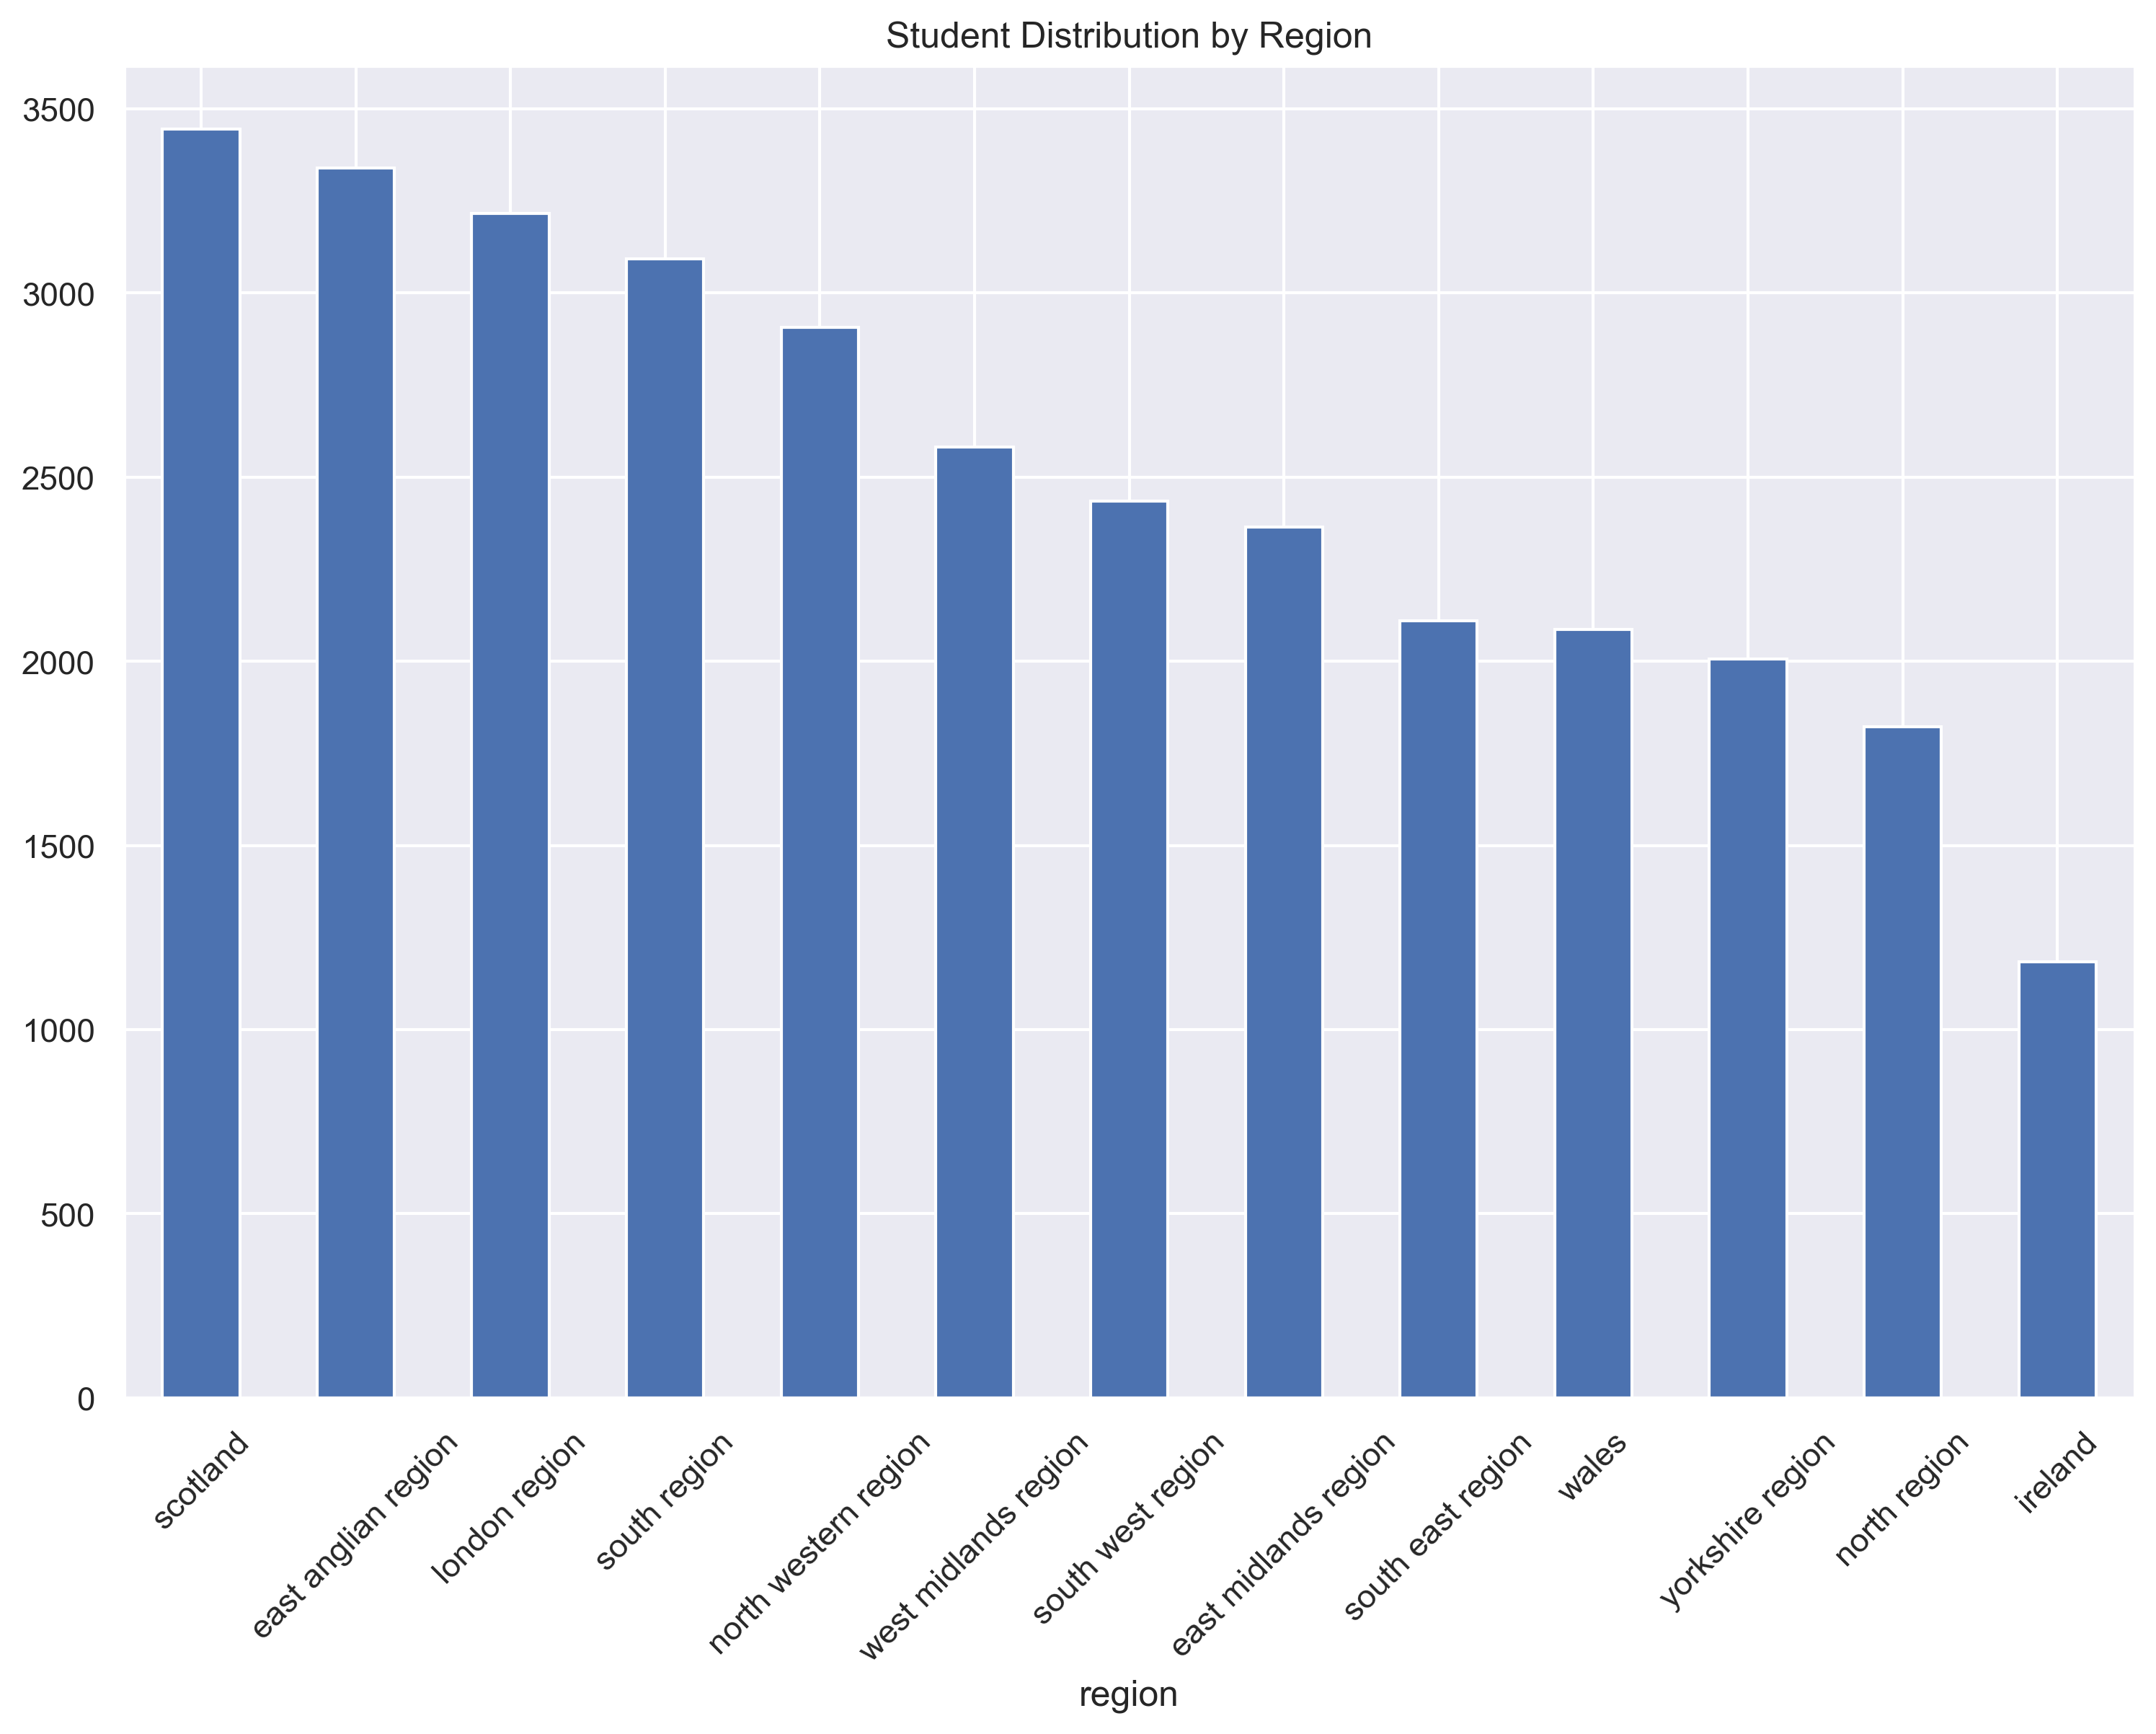 Student Distribution by Region
3500
3000
2500
2000
1500
1000
500
0
scotland
east anglian region
london region
south region
north western region
west midlands region
south west region
east midlands region
south east region
wales
yorkshire region
north region
ireland
region